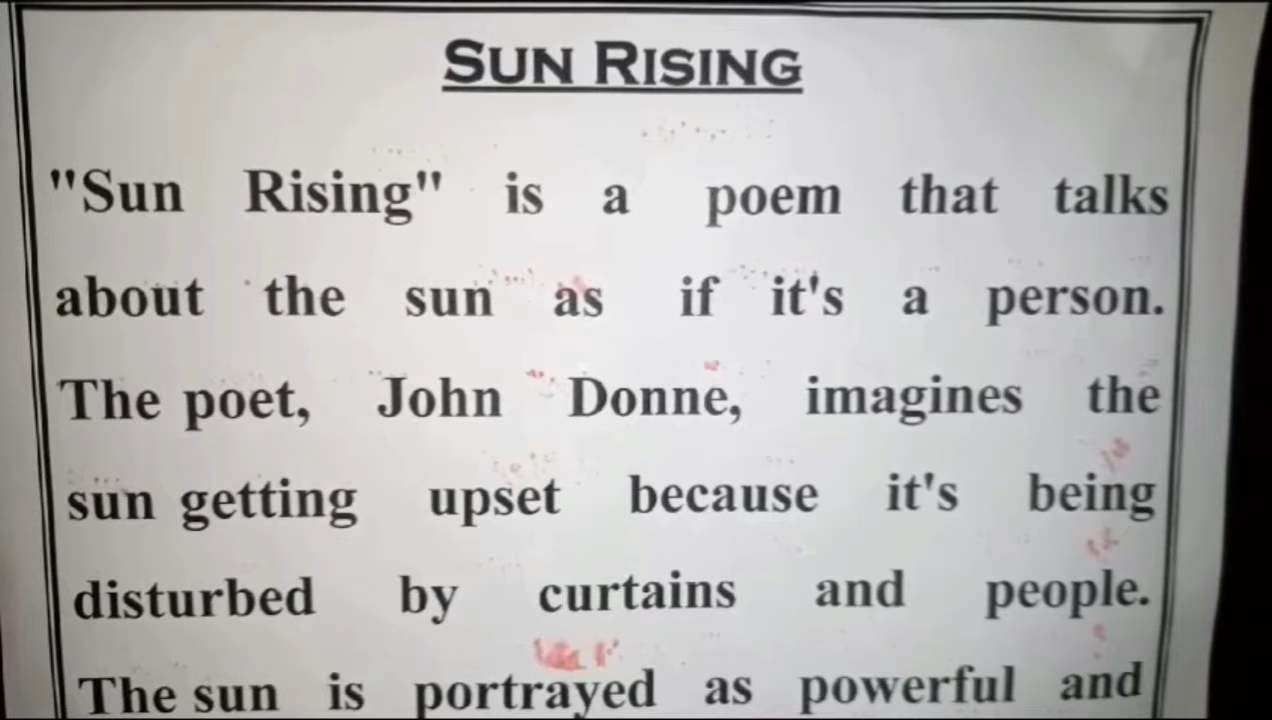 SUN RISING
"Sun Rising" is a poem that talks
about the sun as if it's a person.
The poet, John Donne, imagines the
sun getting upset because it's being
disturbed by curtains and people.
The sun is portrayed as powerful and